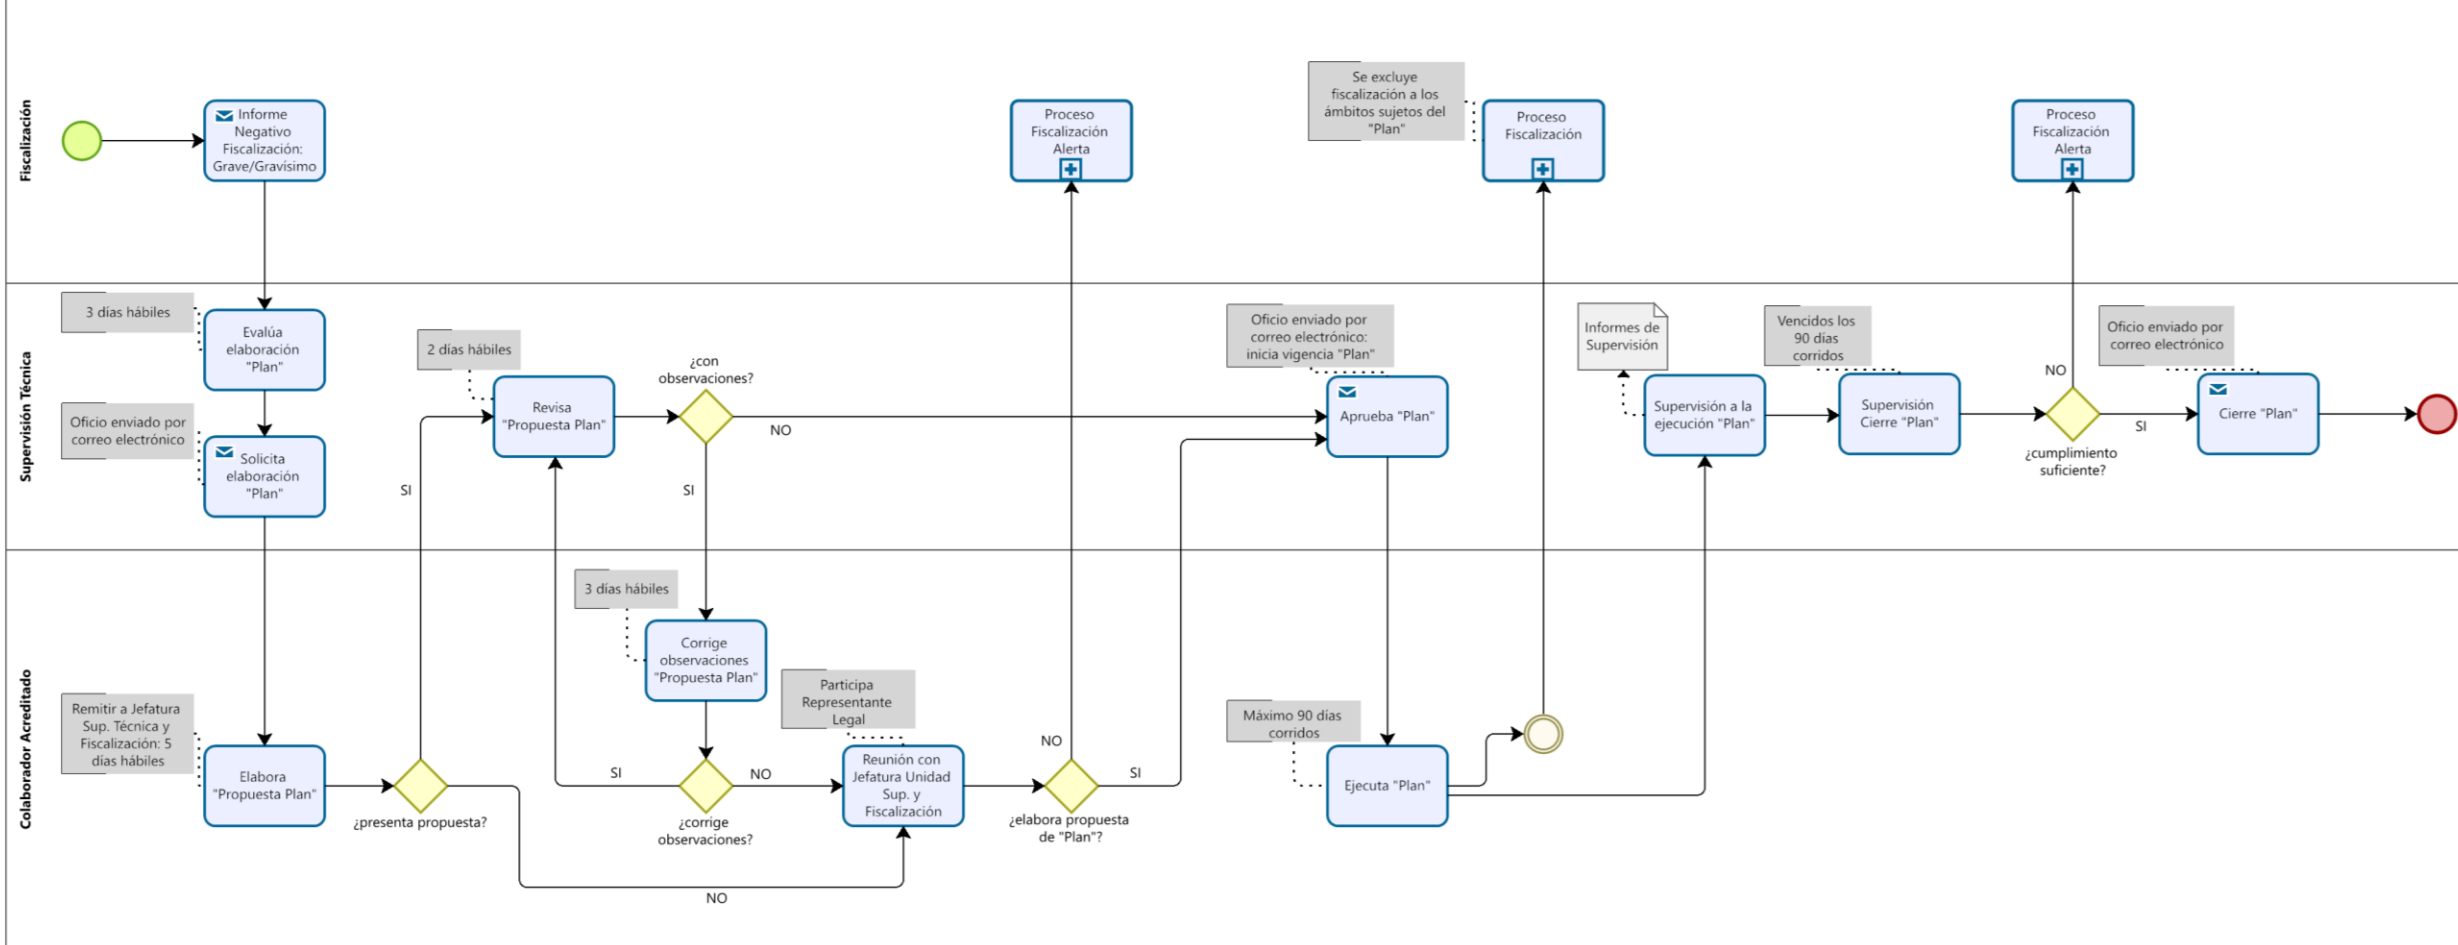 Fiscalización
Informe
Negativo
Fiscalización:
Grave/Gravísimo
Proceso
Fiscalización
Alerta
Se excluye
fiscalización a los
ámbitos sujetos del
"Plan"
Proceso
Fiscalización
Proceso
Fiscalización
Alerta
Supervisión Técnica
3 días hábiles
Evalúa
elaboración
"Plan"
Oficio enviado por
correo electrónico
Solicita
elaboración
"Plan"
SI
2 días hábiles
Revisa
"Propuesta Plan"
¿con
observaciones?
NO
SI
Oficio enviado por
correo electrónico:
inicia vigencia "Plan"
Aprueba "Plan"
Informes de
Supervisión
Supervisión a la
ejecución "Plan"
Vencidos los
90 días
corridos
Supervisión
Cierre "Plan"
NO
¿cumplimiento
suficiente?
SI
Oficio enviado por
correo electrónico
Cierre "Plan"
Colaborador Acreditado
Remitir a Jefatura
Sup. Técnica y
Fiscalización: 5
días hábiles
Elabora
"Propuesta Plan"
¿presenta propuesta?
NO
3 días hábiles
Corrige
observaciones
"Propuesta Plan"
SI
NO
¿corrige
observaciones?
Participa
Representante
Legal
Reunión con
Jefatura Unidad
Sup. y
Fiscalización
NO
SI
¿elabora propuesta
de "Plan"?
Máximo 90 días
corridos
Ejecuta "Plan"